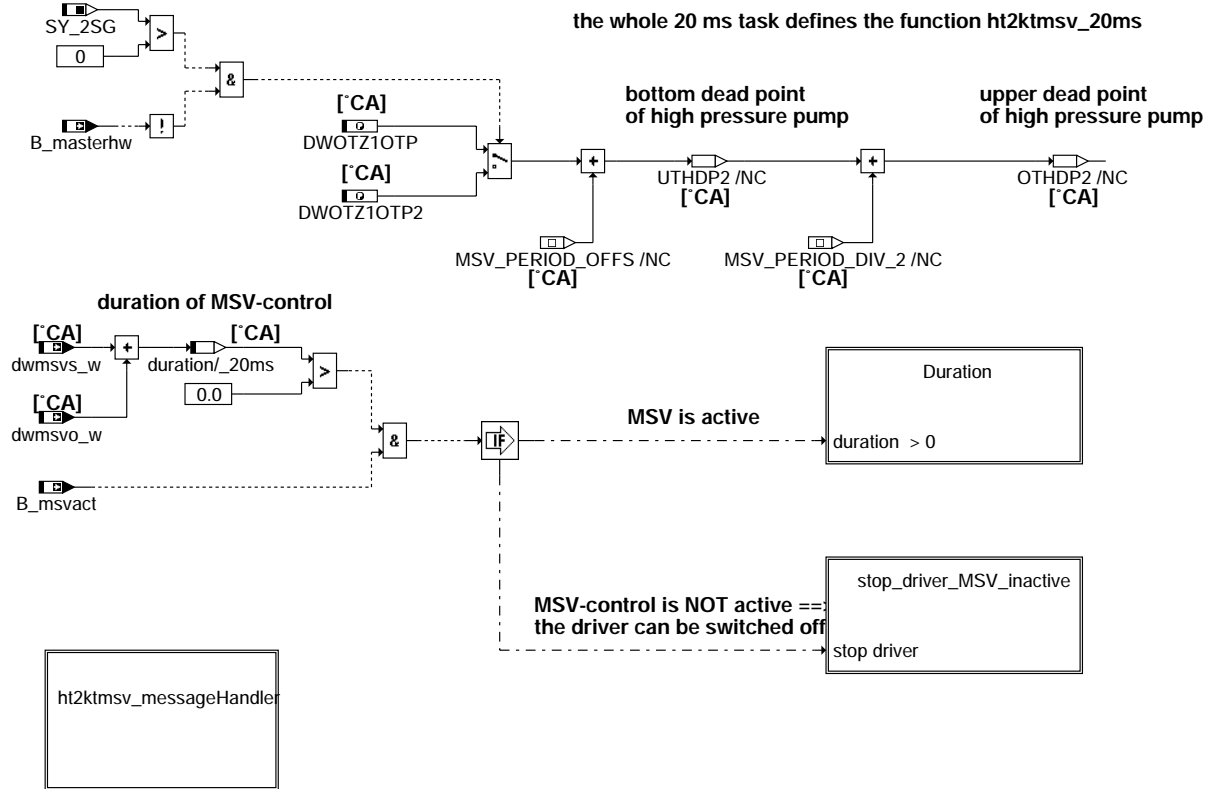 the whole 20 ms task defines the function ht2ktmsv_20ms
SY_2SG
>
0
&
B_masterhw
!
[°CA]
DWOTZ1OTP
[°CA]
DWOTZ1OTP2
bottom dead point
of high pressure pump
upper dead point
of high pressure pump
+
UTHDP2 /NC
[°CA]
+
OTHDP2 /NC
[°CA]
MSV_PERIOD_OFFS /NC
[°CA]
MSV_PERIOD_DIV_2 /NC
[°CA]
duration of MSV-control
[°CA]
dwmsvs_w
+
[°CA]
duration/_20ms
>
0.0
[°CA]
dwmsvo_w
&
IF
B_msvact
MSV is active
Duration
duration > 0
MSV-control is NOT active ==>
the driver can be switched off
stop_driver_MSV_inactive
stop driver
ht2ktmsv_messageHandler